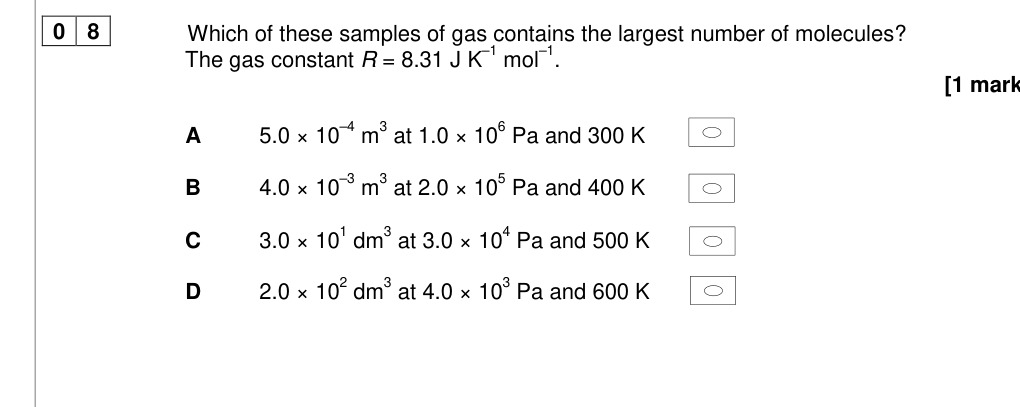 0 8 Which of these samples of gas contains the largest number of molecules?
The gas constant R = 8.31 J K⁻¹ mol⁻¹.
[1 mark
A 5.0 × 10⁻⁴ m³ at 1.0 × 10⁶ Pa and 300 K
B 4.0 × 10⁻³ m³ at 2.0 × 10⁵ Pa and 400 K
C 3.0 × 10¹ dm³ at 3.0 × 10⁴ Pa and 500 K
D 2.0 × 10² dm³ at 4.0 × 10³ Pa and 600 K